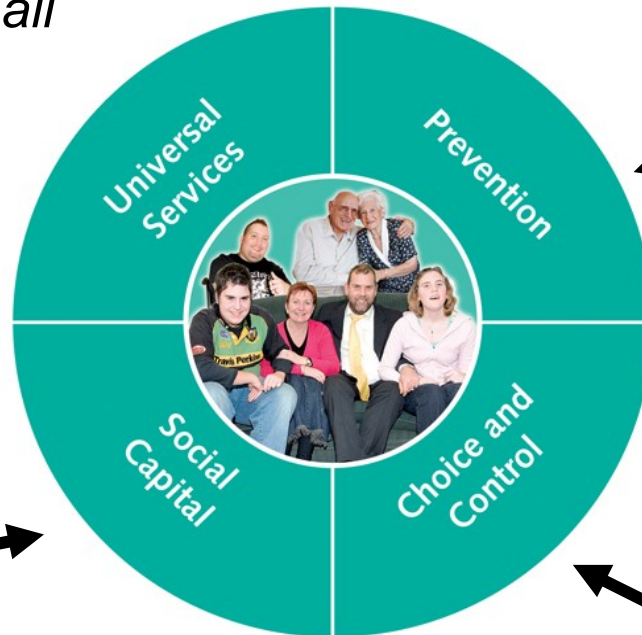 all
Universal
Services
Prevention
Travis Perkins
Social
Capital
Choice and
Control